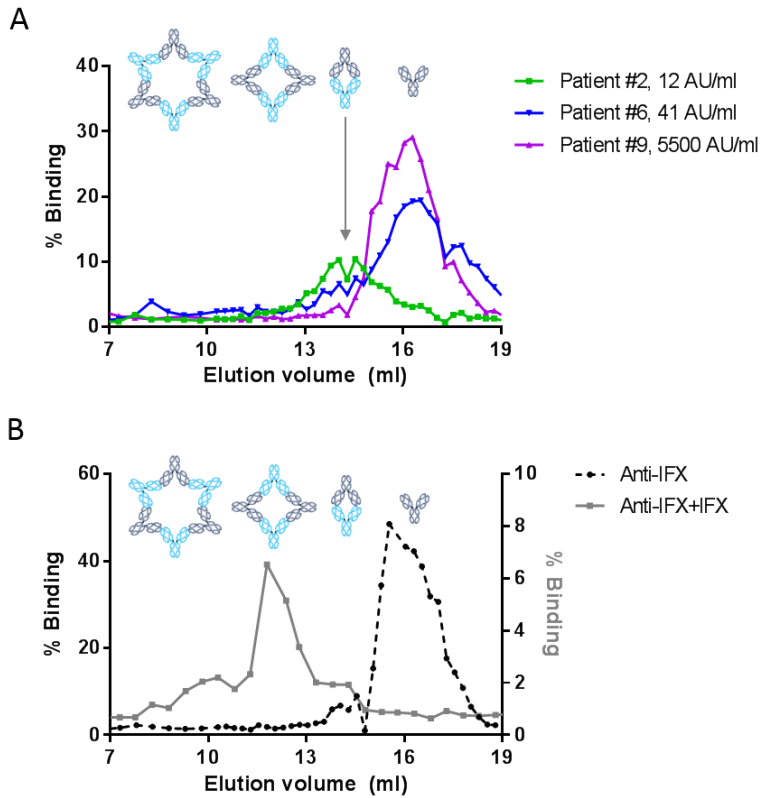 A
40
30
20
10
0
% Binding
7
10
13
16
19
Elution volume (ml)
Patient #2, 12 AU/ml
Patient #6, 41 AU/ml
Patient #9, 5500 AU/ml
B
60
40
20
0
% Binding
10
8
6
4
2
0
% Binding
7
10
13
16
19
Elution volume (ml)
Anti-IFX
Anti-IFX+IFX